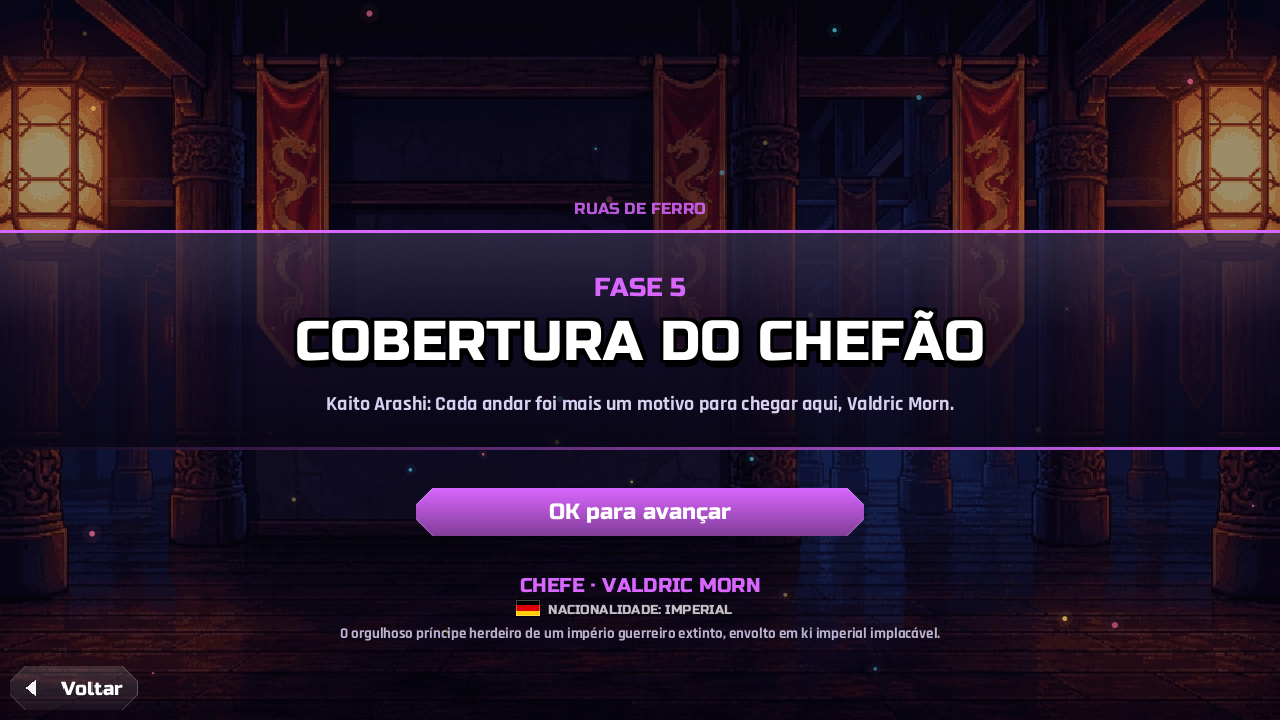 RUAS DE FERRO
FASE 5
COBERTURA DO CHEFÃO
Kaito Arashi: Cada andar foi mais um motivo para chegar aqui, Valdric Morn.
OK para avançar
CHEFE · VALDRIC MORN
NACIONALIDADE: IMPERIAL
O orgulhoso príncipe herdeiro de um império guerreiro extinto, envolto em ki imperial implacável.
Voltar